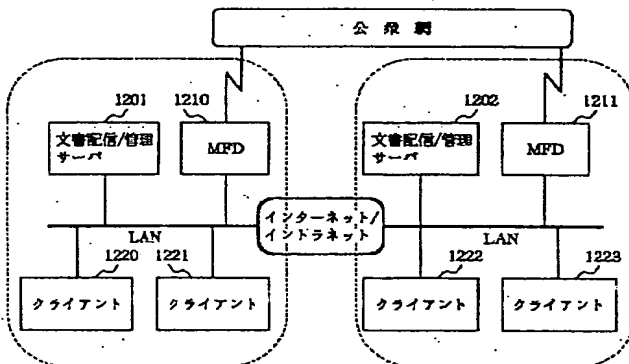 公衆網
1201
1210
1202
1211
文書配信/管理
サーバ
MFD
文書配信/管理
サーバ
MFD
インターネット/
イントラネット
LAN
LAN
1220
1221
1222
1223
クライアント
クライアント
クライアント
クライアント